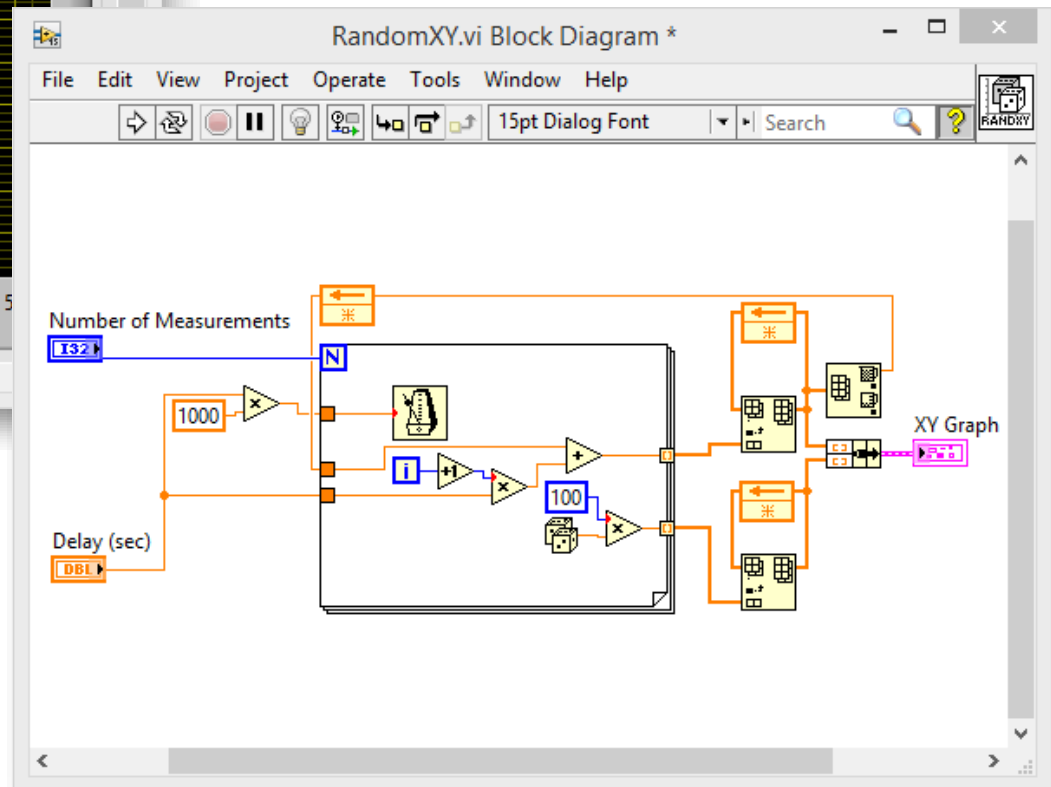 RandomXY.vi Block Diagram *
File Edit View Project Operate Tools Window Help
15pt Dialog Font
Search
?
RANDXY
5
Number of Measurements
I32
N
1000
×
i
+1
×
+
100
×
XY Graph
Delay (sec)
DBL